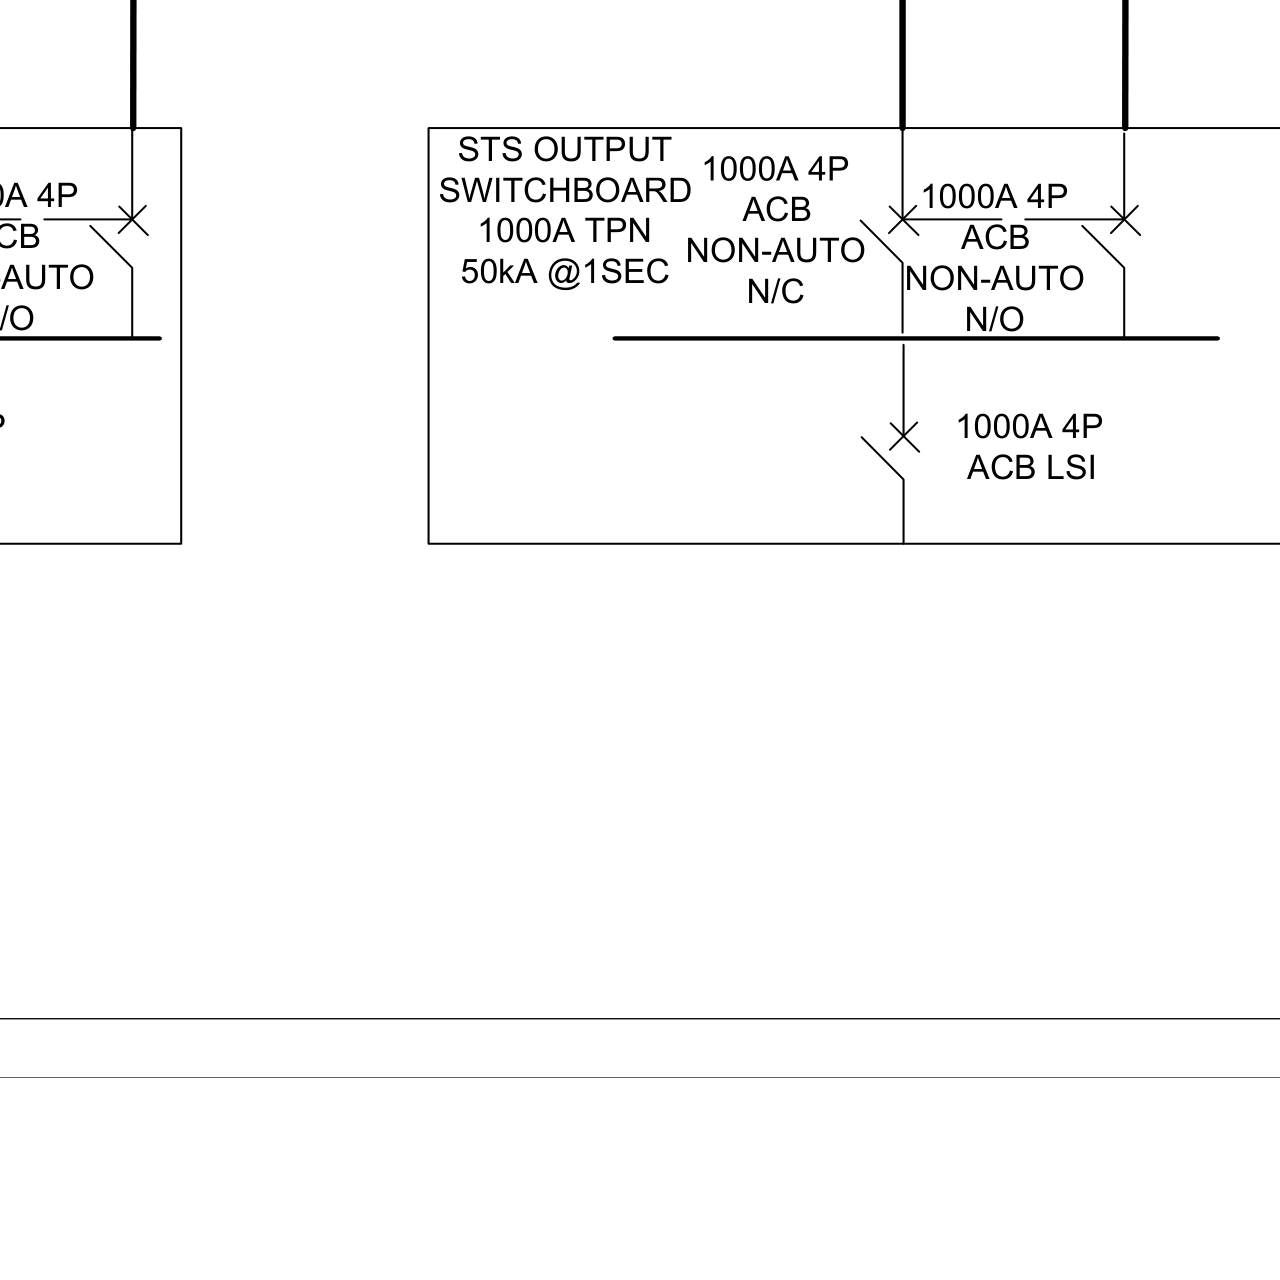 0A 4P
CB
-AUTO
/O
STS OUTPUT
SWITCHBOARD
1000A TPN
50kA @1SEC
1000A 4P
ACB
NON-AUTO
N/C
1000A 4P
ACB
NON-AUTO
N/O
1000A 4P
ACB LSI